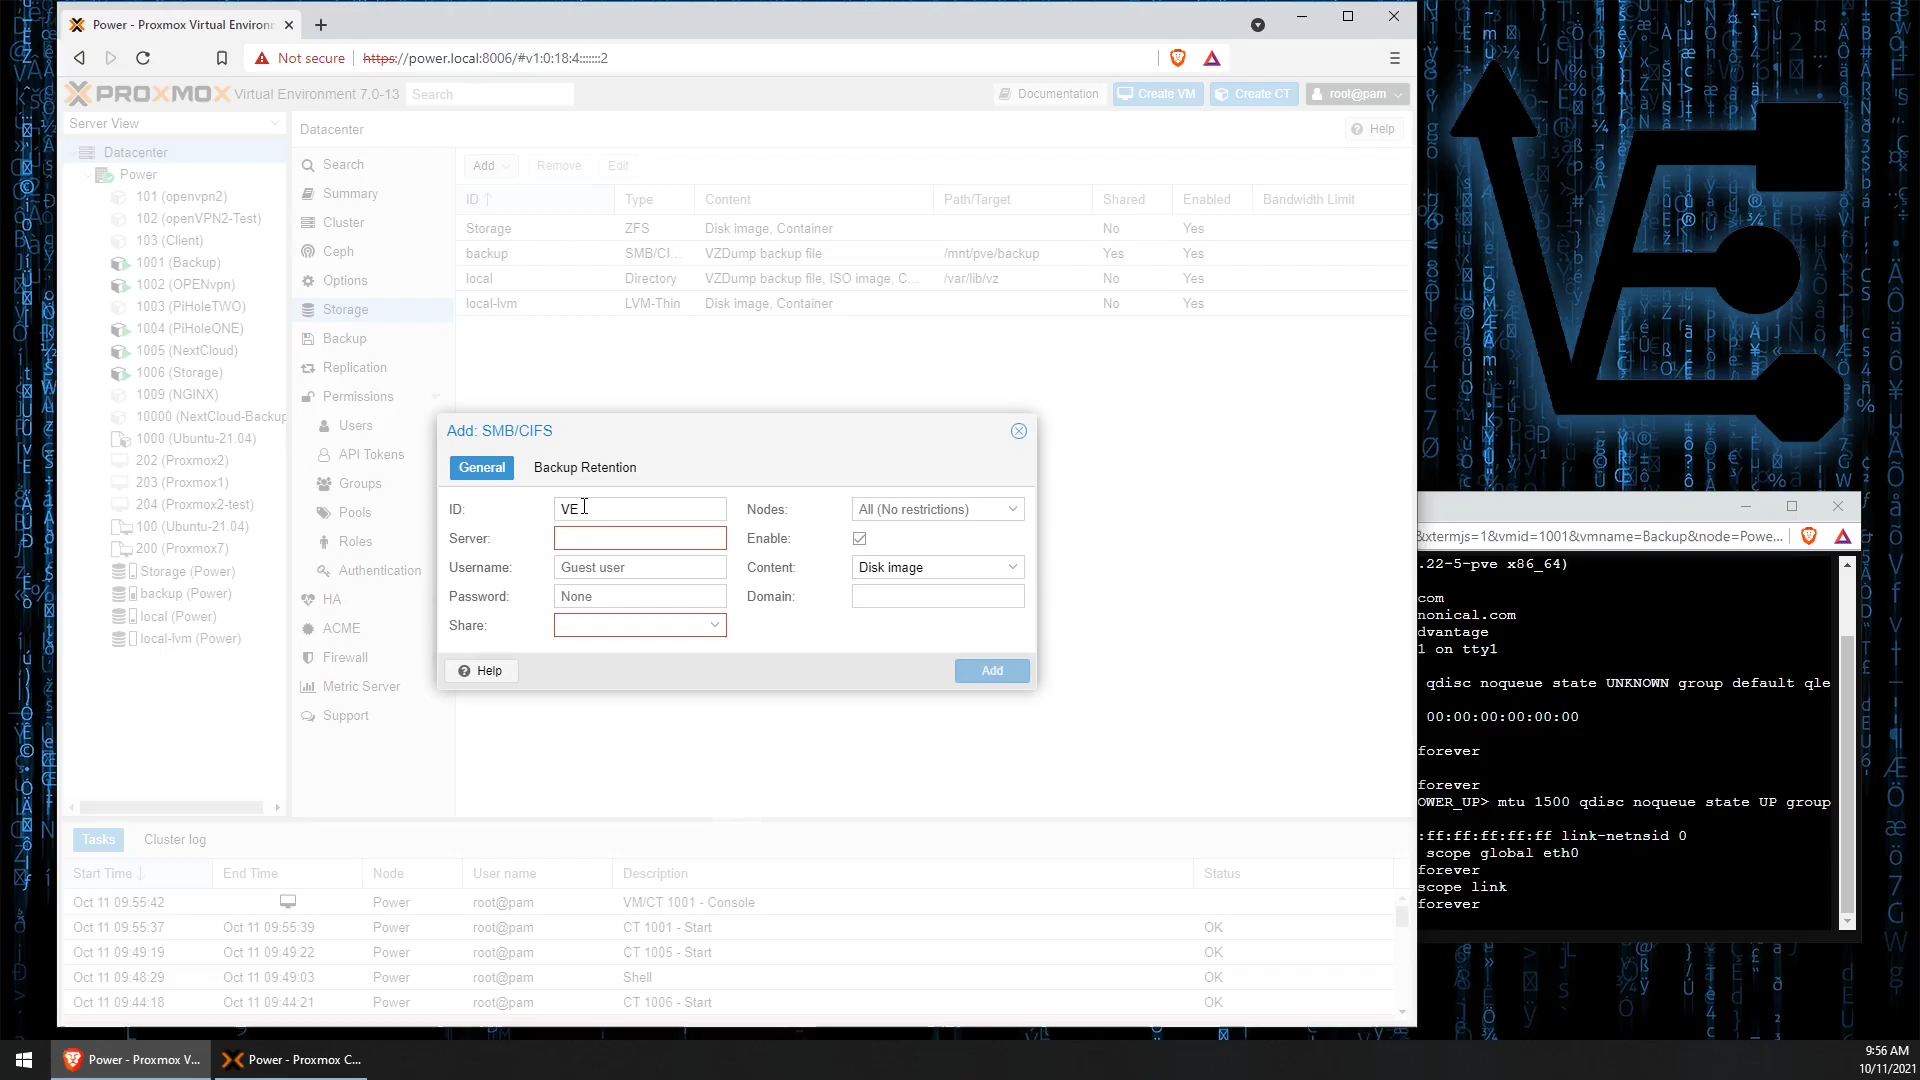 Power - Proxmox Virtual Environ
Not secure
https://power.local:8006/#v1:0:18:4:::::::2
PROXMOX Virtual Environment 7.0-13
Search
Documentation
Create VM
Create CT
root@pam
Server View
Datacenter
Help
Datacenter
Power
101 (openvpn2)
102 (openVPN2-Test)
103 (Client)
1001 (Backup)
1002 (OPENvpn)
1003 (PiHoleTWO)
1004 (PiHoleONE)
1005 (NextCloud)
1006 (Storage)
1009 (NGINX)
10000 (NextCloud-Backup
1000 (Ubuntu-21.04)
202 (Proxmox2)
203 (Proxmox1)
204 (Proxmox2-test)
100 (Ubuntu-21.04)
200 (Proxmox7)
Storage (Power)
backup (Power)
local (Power)
local-lvm (Power)
Search
Summary
Cluster
Ceph
Options
Storage
Backup
Replication
Permissions
Users
API Tokens
Groups
Pools
Roles
Authentication
HA
ACME
Firewall
Metric Server
Support
Add Remove Edit
ID Type Content Path/Target Shared Enabled Bandwidth Limit
Storage ZFS Disk image, Container No Yes
backup SMB/CI... VZDump backup file /mnt/pve/backup Yes Yes
local Directory VZDump backup file, ISO image, C... /var/lib/vz No Yes
local-lvm LVM-Thin Disk image, Container No Yes
Add: SMB/CIFS
General Backup Retention
ID: VE Nodes: All (No restrictions)
Server: Enable:
Username: Guest user Content: Disk image
Password: None Domain:
Share:
Help Add
Tasks Cluster log
Start Time End Time Node User name Description Status
Oct 11 09:55:42 Power root@pam VM/CT 1001 - Console
Oct 11 09:55:37 Oct 11 09:55:39 Power root@pam CT 1001 - Start OK
Oct 11 09:49:19 Oct 11 09:49:22 Power root@pam CT 1005 - Start OK
Oct 11 09:48:29 Oct 11 09:49:03 Power root@pam Shell OK
Oct 11 09:44:18 Oct 11 09:44:21 Power root@pam CT 1006 - Start OK
&xtermjs=1&vmid=1001&vmname=Backup&node=Powe...
.22-5-pve x86_64)
com
nonical.com
dvantage
1 on tty1
qdisc noqueue state UNKNOWN group default qle
00:00:00:00:00:00
forever
forever
OWER_UP> mtu 1500 qdisc noqueue state UP group
:ff:ff:ff:ff:ff link-netnsid 0
scope global eth0
forever
scope link
forever
Power - Proxmox V...
Power - Proxmox C...
9:56 AM
10/11/2021